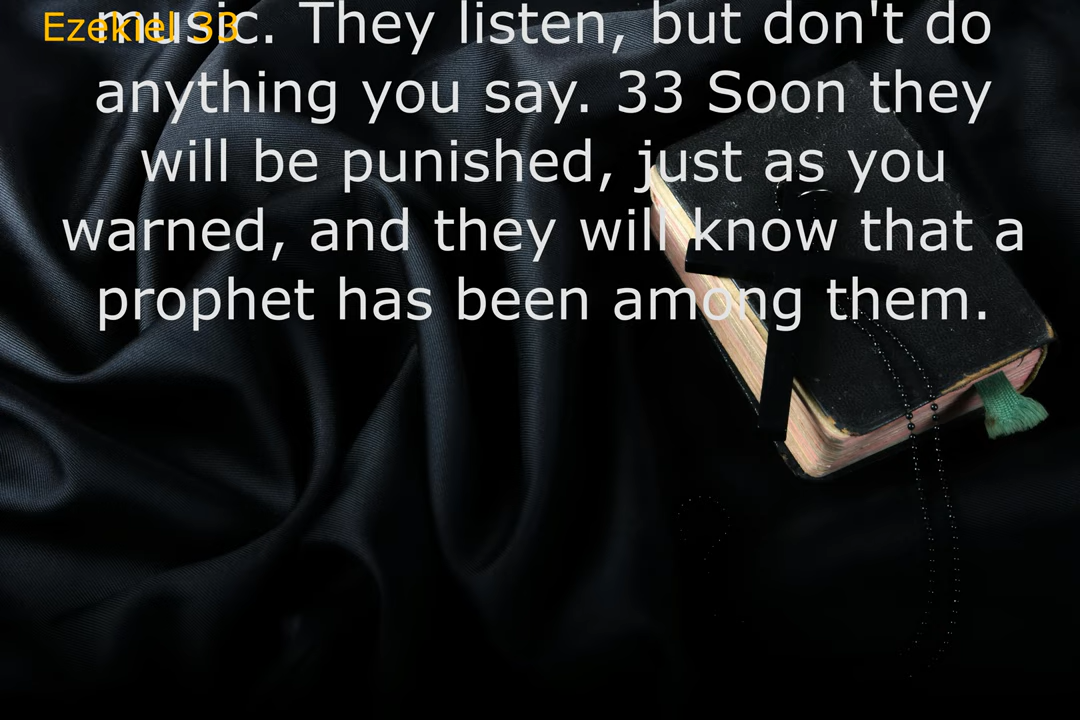 Ezekiel 33
music. They listen, but don't do
anything you say. 33 Soon they
will be punished, just as you
warned, and they will know that a
prophet has been among them.